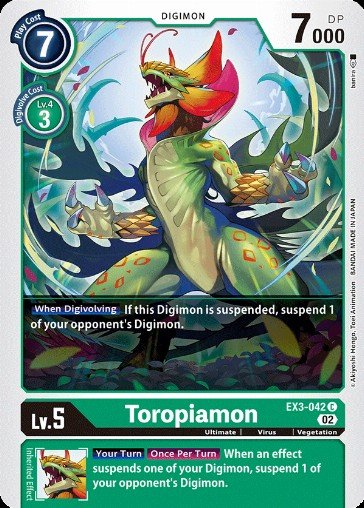 DIGIMON
Play Cost
7
DP
7000
Digivolve Cost
Lv.4
3
banira
© Akiyoshi Hongo, Toei Animation  BANDAI MADE IN JAPAN
When Digivolving If this Digimon is suspended, suspend 1
of your opponent's Digimon.
Lv.5
Toropiamon
EX3-042 C
02
Ultimate | Virus | Vegetation
Inherited Effect
Your Turn Once Per Turn When an effect
suspends one of your Digimon, suspend 1 of
your opponent's Digimon.